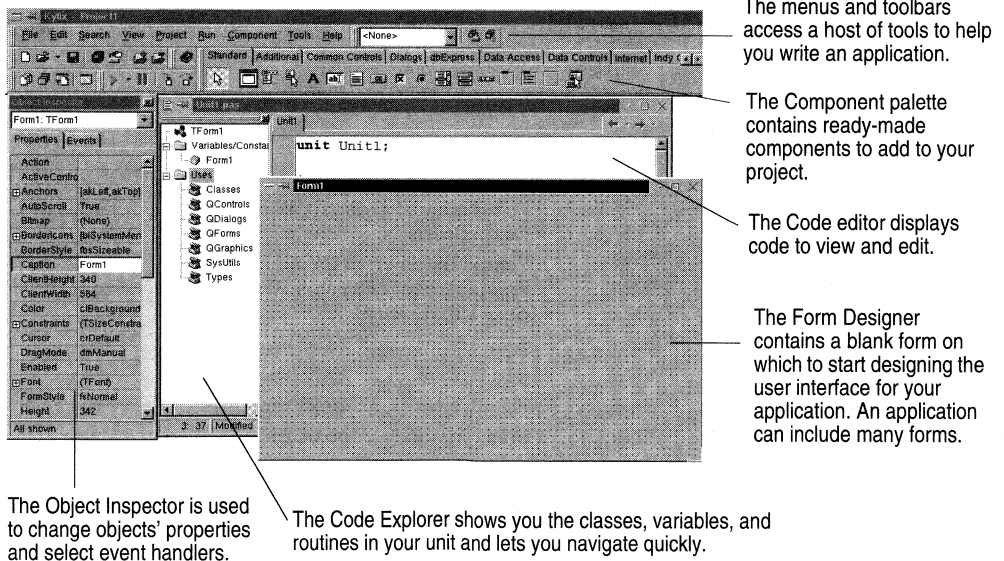 Kylix - Project1
File Edit Search View Project Run Component Tools Help <None>
Standard Additional Common Controls Dialogs dbExpress Data Access Data Controls Internet Indy C
Object Inspector
Form1: TForm1
Properties Events
Action
ActiveContro
Anchors [akLeft,akTop]
AutoScroll True
Bitmap (None)
BorderIcons [biSystemMen
BorderStyle fbsSizeable
Caption Form1
ClientHeight 340
ClientWidth 564
Color clBackground
Constraints (TSizeConstra
Cursor crDefault
DragMode dmManual
Enabled True
Font (TFont)
FormStyle fsNormal
Height 342
All shown
Unit1.pas
TForm1
Variables/Constan
Form1
Uses
Classes
QControls
QDialogs
QForms
QGraphics
SysUtils
Types
3: 37 Modified
Unit1
unit Unit1;
Form1
The menus and toolbars
access a host of tools to help
you write an application.
The Component palette
contains ready-made
components to add to your
project.
The Code editor displays
code to view and edit.
The Form Designer
contains a blank form on
which to start designing the
user interface for your
application. An application
can include many forms.
The Object Inspector is used
to change objects' properties
and select event handlers.
The Code Explorer shows you the classes, variables, and
routines in your unit and lets you navigate quickly.